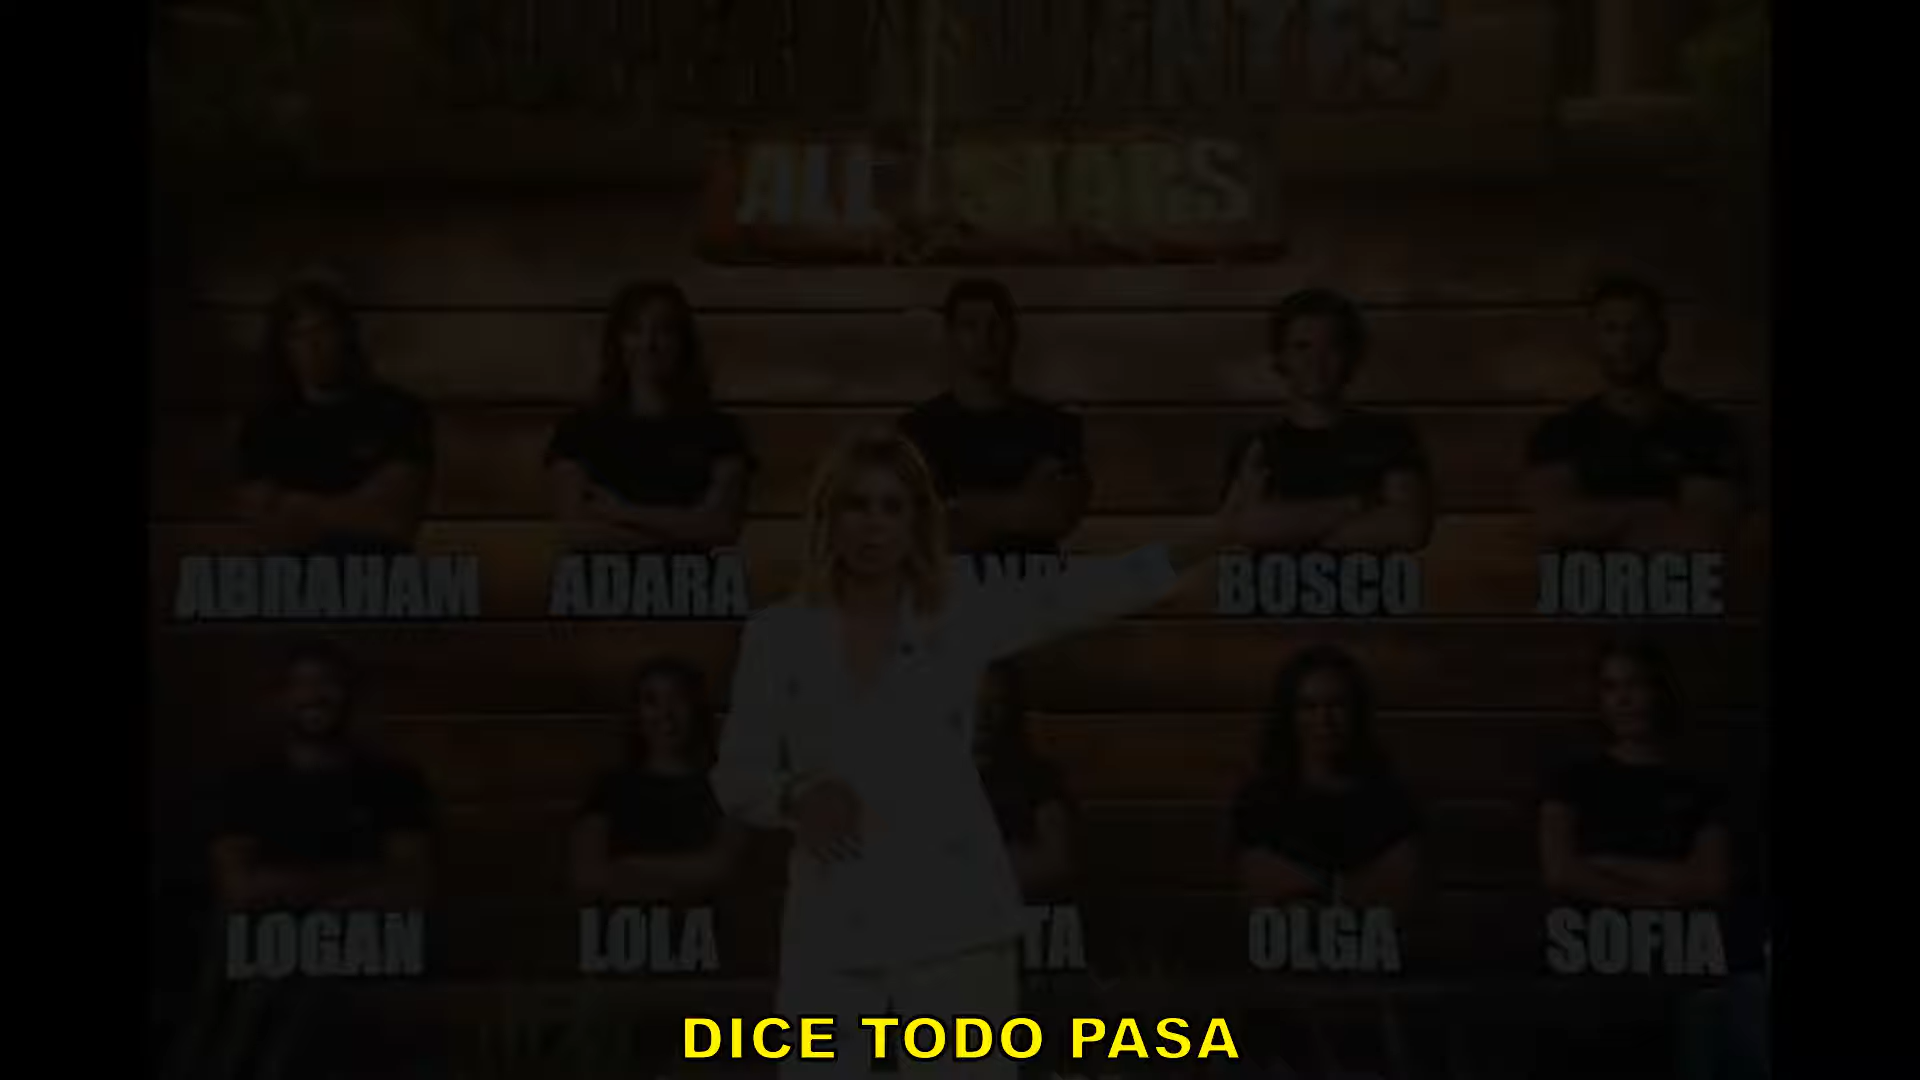 ALL STARS
ABRAHAM ADARA BOSCO JORGE
LOGAN LOLA OLGA SOFIA
DICE TODO PASA